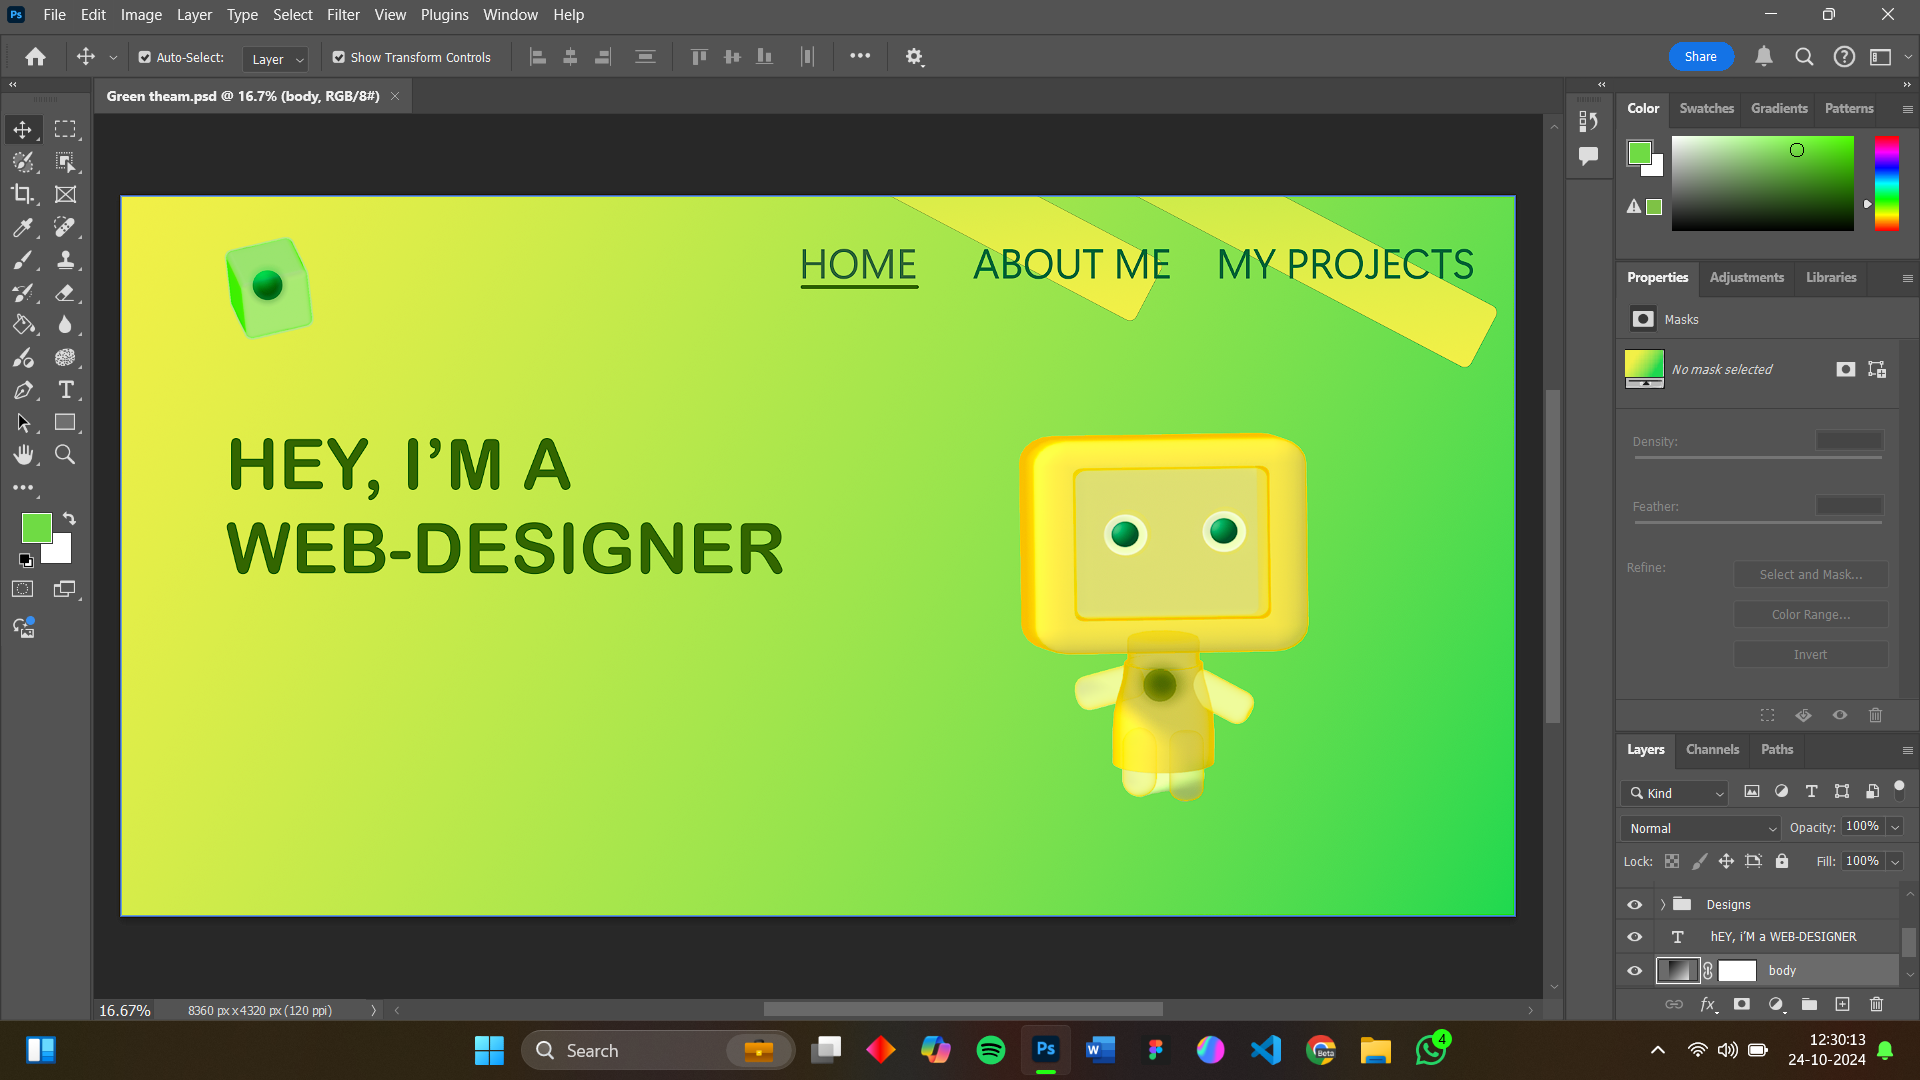 Ps File Edit Image Layer Type Select Filter View Plugins Window Help
Auto-Select: Layer Show Transform Controls Share
Green theam.psd @ 16.7% (body, RGB/8#)
HOME ABOUT ME MY PROJECTS
HEY, I’M A
WEB-DESIGNER
16.67% 8360 px x 4320 px (120 ppi)
Color Swatches Gradients Patterns
Properties Adjustments Libraries
Masks
No mask selected
Density:
Feather:
Refine: Select and Mask...
Color Range...
Invert
Layers Channels Paths
Kind
Normal Opacity: 100%
Lock: Fill: 100%
Designs
hEY, i’M a WEB-DESIGNER
body
fx
Search
Ps
W
Beta
4
12:30:13
24-10-2024